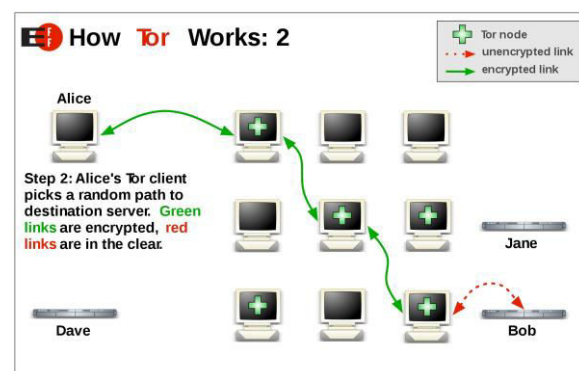 EFF How Tor Works: 2
Tor node
unencrypted link
encrypted link
Alice
Step 2: Alice's Tor client
picks a random path to
destination server. Green
links are encrypted, red
links are in the clear.
Jane
Dave
Bob